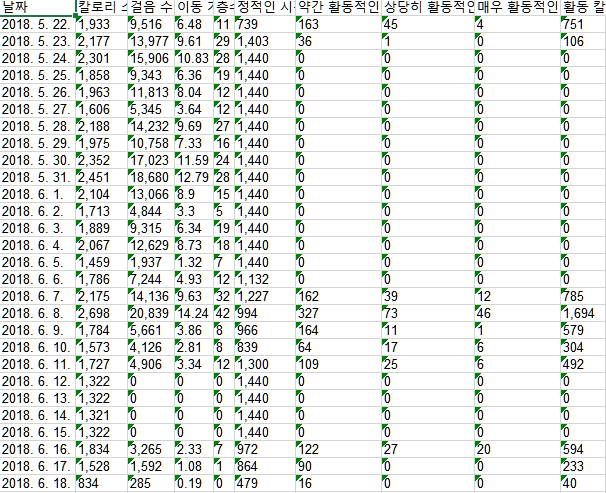 날짜 칼로리 걸음 수 이동 층수 정적인 시 약간 활동적인 상당히 활동적인 매우 활동적인 활동 칼
2018. 5. 22. 1,933 9,516 6.48 11 739 163 45 4 751
2018. 5. 23. 2,177 13,977 9.61 29 1,403 36 1 0 106
2018. 5. 24. 2,301 15,906 10.83 28 1,440 0 0 0 0
2018. 5. 25. 1,858 9,343 6.36 19 1,440 0 0 0 0
2018. 5. 26. 1,963 11,813 8.04 12 1,440 0 0 0 0
2018. 5. 27. 1,606 5,345 3.64 12 1,440 0 0 0 0
2018. 5. 28. 2,188 14,232 9.69 27 1,440 0 0 0 0
2018. 5. 29. 1,975 10,758 7.33 16 1,440 0 0 0 0
2018. 5. 30. 2,352 17,023 11.59 24 1,440 0 0 0 0
2018. 5. 31. 2,451 18,680 12.79 28 1,440 0 0 0 0
2018. 6. 1. 2,104 13,066 8.9 15 1,440 0 0 0 0
2018. 6. 2. 1,713 4,844 3.3 5 1,440 0 0 0 0
2018. 6. 3. 1,889 9,315 6.34 19 1,440 0 0 0 0
2018. 6. 4. 2,067 12,629 8.73 18 1,440 0 0 0 0
2018. 6. 5. 1,459 1,937 1.32 7 1,440 0 0 0 0
2018. 6. 6. 1,786 7,244 4.93 12 1,132 0 0 0 0
2018. 6. 7. 2,175 14,136 9.63 32 1,227 162 39 12 785
2018. 6. 8. 2,698 20,839 14.24 42 994 327 73 46 1,694
2018. 6. 9. 1,784 5,661 3.86 8 966 164 11 1 579
2018. 6. 10. 1,573 4,126 2.81 8 839 64 17 6 304
2018. 6. 11. 1,727 4,906 3.34 12 1,300 109 25 6 492
2018. 6. 12. 1,322 0 0 0 1,440 0 0 0 0
2018. 6. 13. 1,322 0 0 0 1,440 0 0 0 0
2018. 6. 14. 1,321 0 0 0 1,440 0 0 0 0
2018. 6. 15. 1,322 0 0 0 1,440 0 0 0 0
2018. 6. 16. 1,834 3,265 2.33 7 972 122 27 20 594
2018. 6. 17. 1,528 1,592 1.08 1 864 90 0 0 233
2018. 6. 18. 834 285 0.19 0 479 16 0 0 40